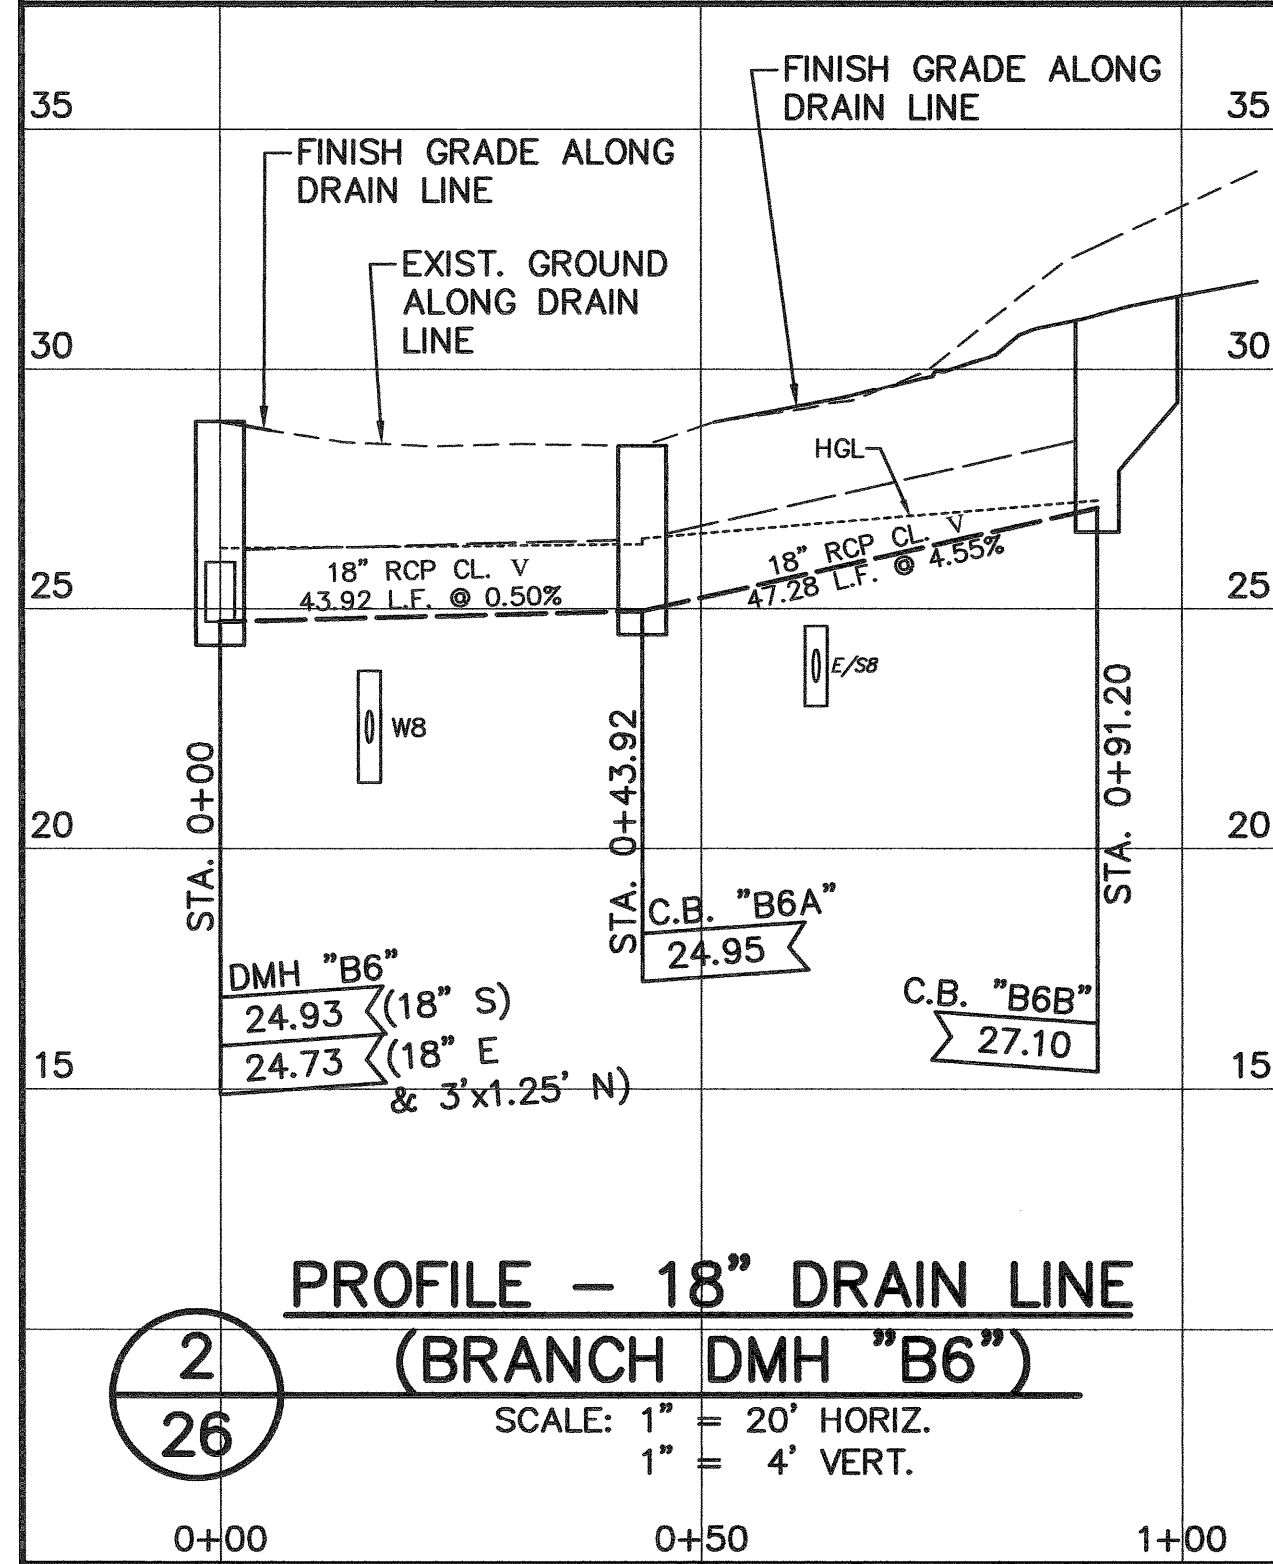 FINISH GRADE ALONG
DRAIN LINE
35
35
FINISH GRADE ALONG
DRAIN LINE
EXIST. GROUND
ALONG DRAIN
LINE
30
30
HGL
18" RCP CL. V
43.92 L.F. @ 0.50%
18" RCP CL. V
47.28 L.F. @ 4.55%
25
25
W8
E/S8
STA. 0+00
STA. 0+43.92
STA. 0+91.20
20
20
C.B. "B6A"
24.95
DMH "B6"
24.93 (18" S)
24.73 (18" E
& 3'x1.25' N)
C.B. "B6B"
27.10
15
15
PROFILE – 18" DRAIN LINE
(BRANCH DMH "B6")
2
26
SCALE: 1" = 20' HORIZ.
1" = 4' VERT.
0+00
0+50
1+00